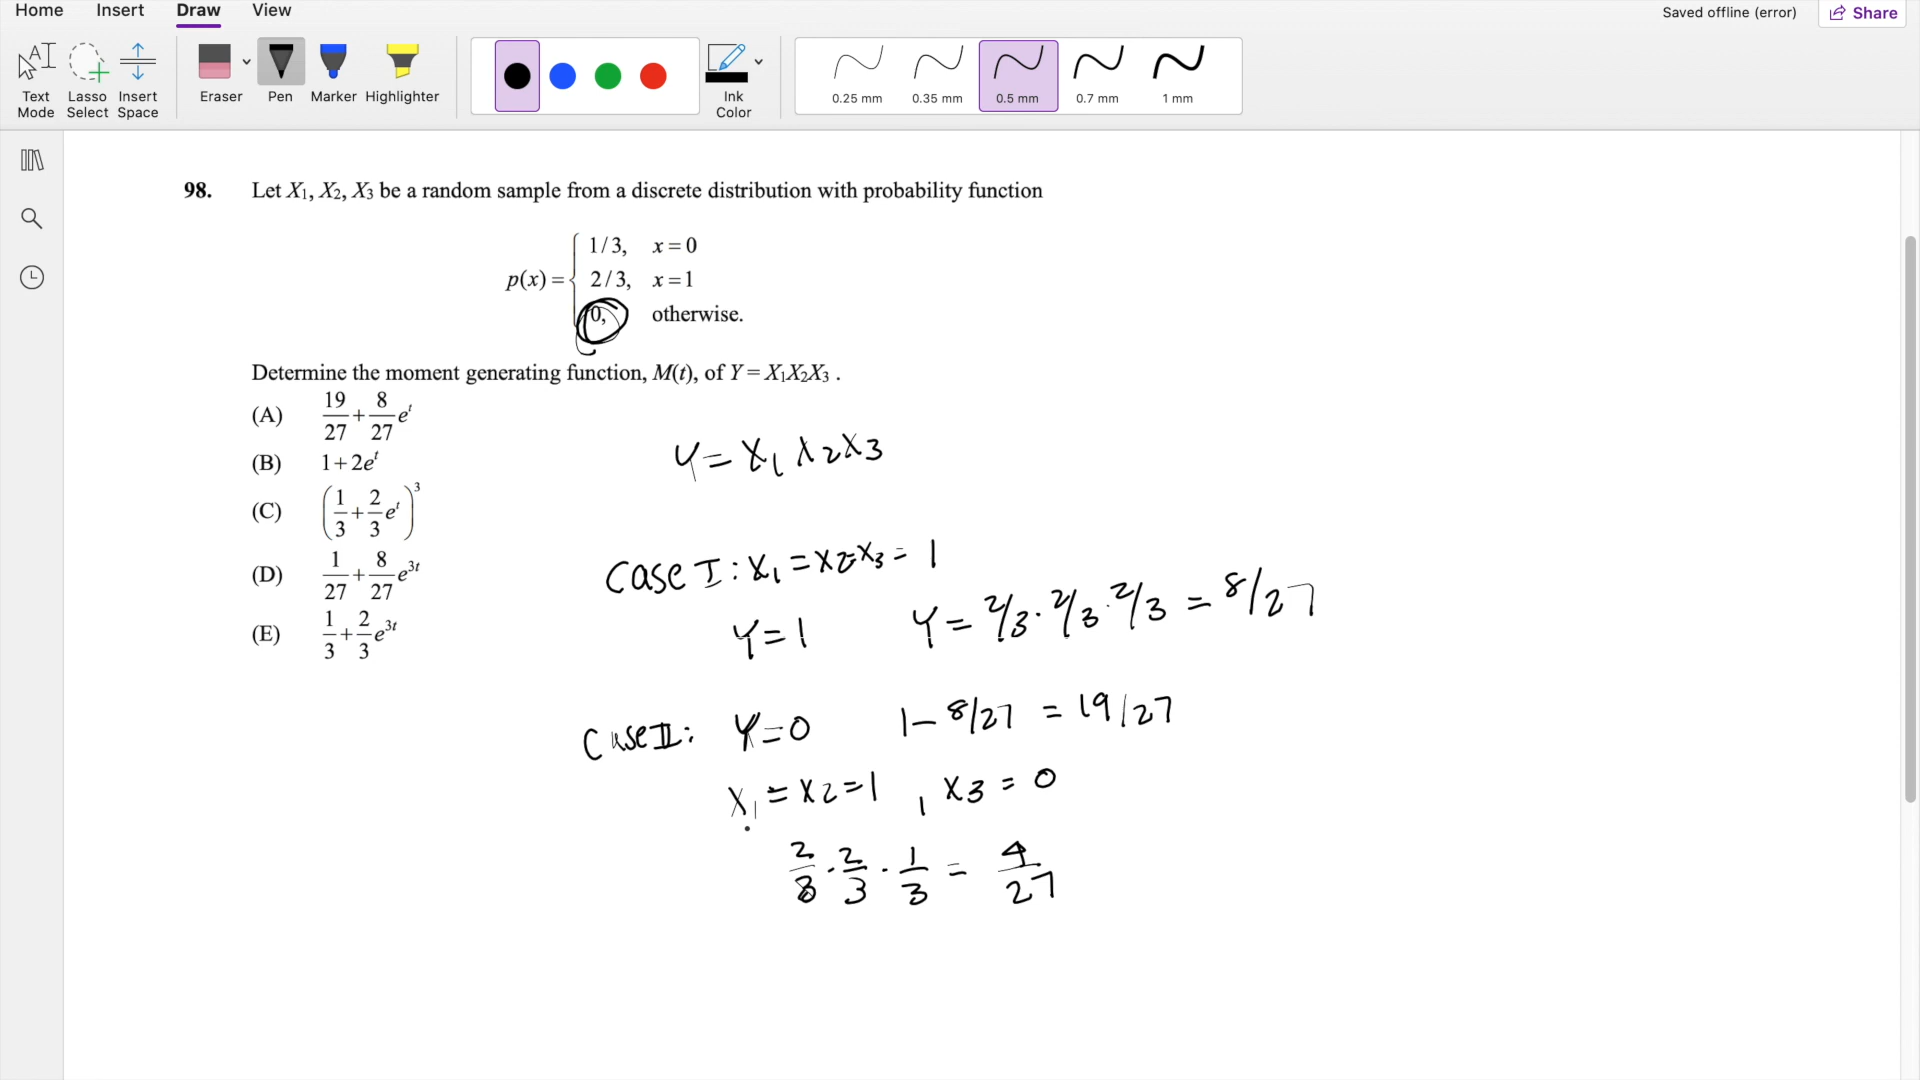 Home Insert Draw View
Saved offline (error) Share
Text Mode
Lasso Select
Insert Space
Eraser
Pen
Marker
Highlighter
Ink Color
0.25 mm
0.35 mm
0.5 mm
0.7 mm
1 mm
98. Let X₁, X₂, X₃ be a random sample from a discrete distribution with probability function
1/3, x = 0
p(x) = { 2/3, x = 1
0, otherwise.
Determine the moment generating function, M(t), of Y = X₁X₂X₃ .
(A) 19/27 + 8/27 e^t
(B) 1 + 2e^t
(C) (1/3 + 2/3 e^t)^3
(D) 1/27 + 8/27 e^3t
(E) 1/3 + 2/3 e^3t
Y = X1 X2 X3
Case I : X1 = X2 = X3 = 1
Y = 1 Y = 2/3 · 2/3 · 2/3 = 8/27
Case II : Y = 0 1 - 8/27 = 19/27
X1 = X2 = 1 , X3 = 0
2/3 · 2/3 · 1/3 = 4/27